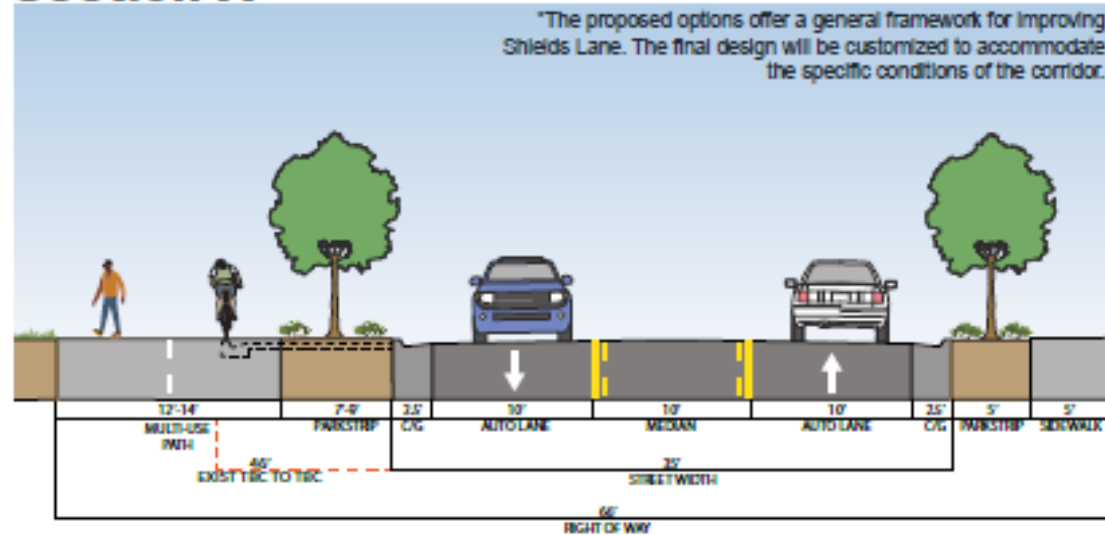 "The proposed options offer a general framework for improving
Shields Lane. The final design will be customized to accommodate
the specific conditions of the corridor.
12'-14' 7'-9' 2.5' 10' 10' 10' 2.5' 5' 5'
MULTI-USE PATH PARKSTRIP C/G AUTO LANE MEDIAN AUTO LANE C/G PARKSTRIP SIDEWALK
EXIST TBC TO TBC
35'
STREET WIDTH
66'
RIGHT OF WAY